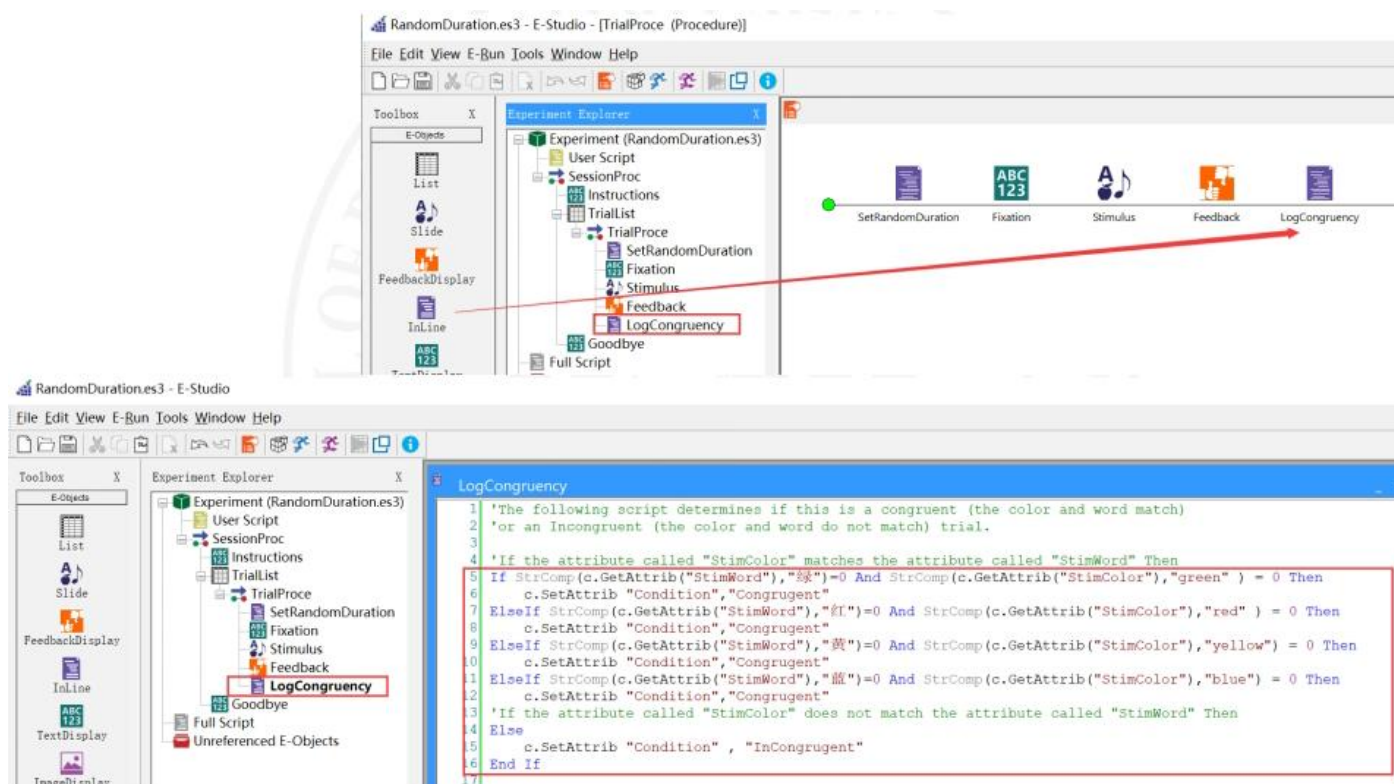 RandomDuration.es3 - E-Studio - [TrialProce (Procedure)]
File Edit View E-Run Tools Window Help
Toolbox X
E-Objects
List
Slide
FeedbackDisplay
InLine
Experiment Explorer X
Experiment (RandomDuration.es3)
User Script
SessionProc
Instructions
TrialList
TrialProce
SetRandomDuration
Fixation
Stimulus
Feedback
LogCongruency
Goodbye
Full Script
SetRandomDuration Fixation Stimulus Feedback LogCongruency
RandomDuration.es3 - E-Studio
File Edit View E-Run Tools Window Help
Toolbox X
E-Objects
List
Slide
FeedbackDisplay
InLine
TextDisplay
ImageDisplay
Experiment Explorer X
Experiment (RandomDuration.es3)
User Script
SessionProc
Instructions
TrialList
TrialProce
SetRandomDuration
Fixation
Stimulus
Feedback
LogCongruency
Goodbye
Full Script
Unreferenced E-Objects
LogCongruency
1 'The following script determines if this is a congruent (the color and word match)
2 'or an Incongruent (the color and word do not match) trial.
3
4 'If the attribute called "StimColor" matches the attribute called "StimWord" Then
5 If StrComp(c.GetAttrib("StimWord"),"绿")=0 And StrComp(c.GetAttrib("StimColor"),"green" ) = 0 Then
6 c.SetAttrib "Condition","Congrugent"
7 ElseIf StrComp(c.GetAttrib("StimWord"),"红")=0 And StrComp(c.GetAttrib("StimColor"),"red" ) = 0 Then
8 c.SetAttrib "Condition","Congrugent"
9 ElseIf StrComp(c.GetAttrib("StimWord"),"黄")=0 And StrComp(c.GetAttrib("StimColor"),"yellow") = 0 Then
10 c.SetAttrib "Condition","Congrugent"
11 ElseIf StrComp(c.GetAttrib("StimWord"),"蓝")=0 And StrComp(c.GetAttrib("StimColor"),"blue") = 0 Then
12 c.SetAttrib "Condition","Congrugent"
13 'If the attribute called "StimColor" does not match the attribute called "StimWord" Then
14 Else
15 c.SetAttrib "Condition" , "InCongrugent"
16 End If
17